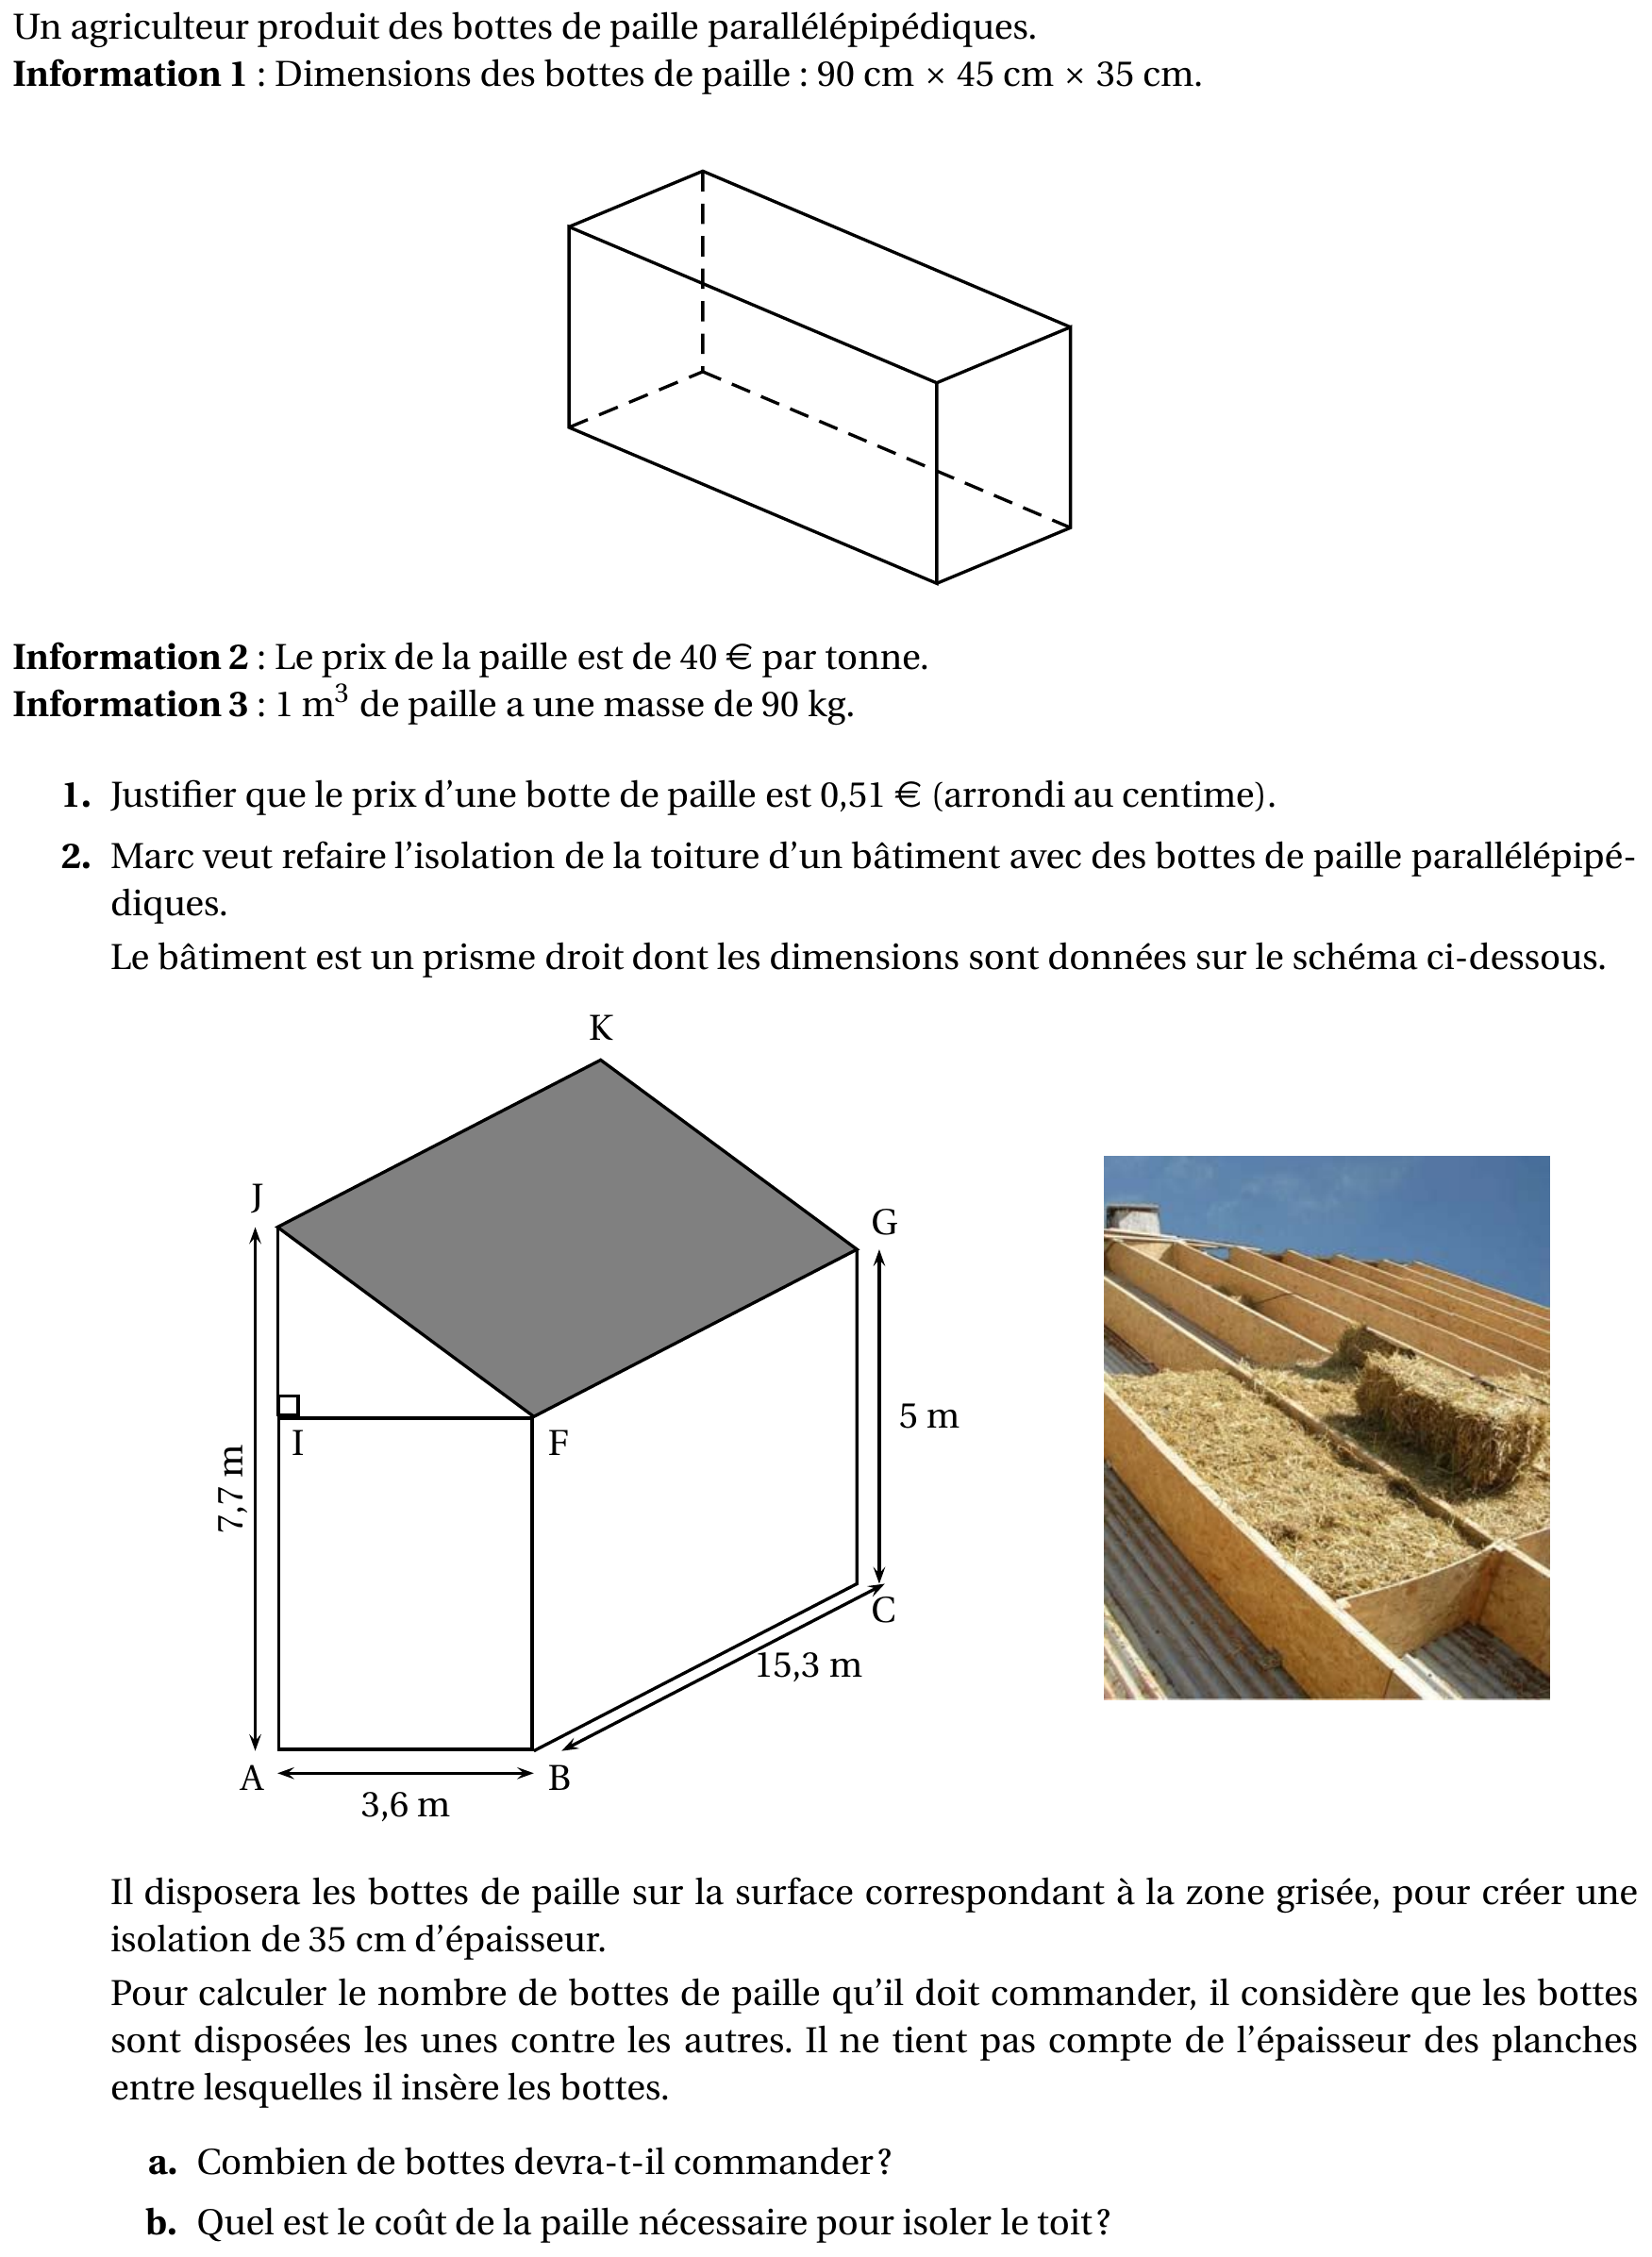 Un agriculteur produit des bottes de paille parallélépipédiques.
Information 1 : Dimensions des bottes de paille : 90 cm × 45 cm × 35 cm.
Information 2 : Le prix de la paille est de 40 € par tonne.
Information 3 : 1 m³ de paille a une masse de 90 kg.
1. Justifier que le prix d’une botte de paille est 0,51 € (arrondi au centime).
2. Marc veut refaire l’isolation de la toiture d’un bâtiment avec des bottes de paille parallélépipé-
diques.
Le bâtiment est un prisme droit dont les dimensions sont données sur le schéma ci-dessous.
K
J
G
5 m
I
F
7,7 m
C
15,3 m
A
B
3,6 m
Il disposera les bottes de paille sur la surface correspondant à la zone grisée, pour créer une
isolation de 35 cm d’épaisseur.
Pour calculer le nombre de bottes de paille qu’il doit commander, il considère que les bottes
sont disposées les unes contre les autres. Il ne tient pas compte de l’épaisseur des planches
entre lesquelles il insère les bottes.
a. Combien de bottes devra-t-il commander ?
b. Quel est le coût de la paille nécessaire pour isoler le toit ?